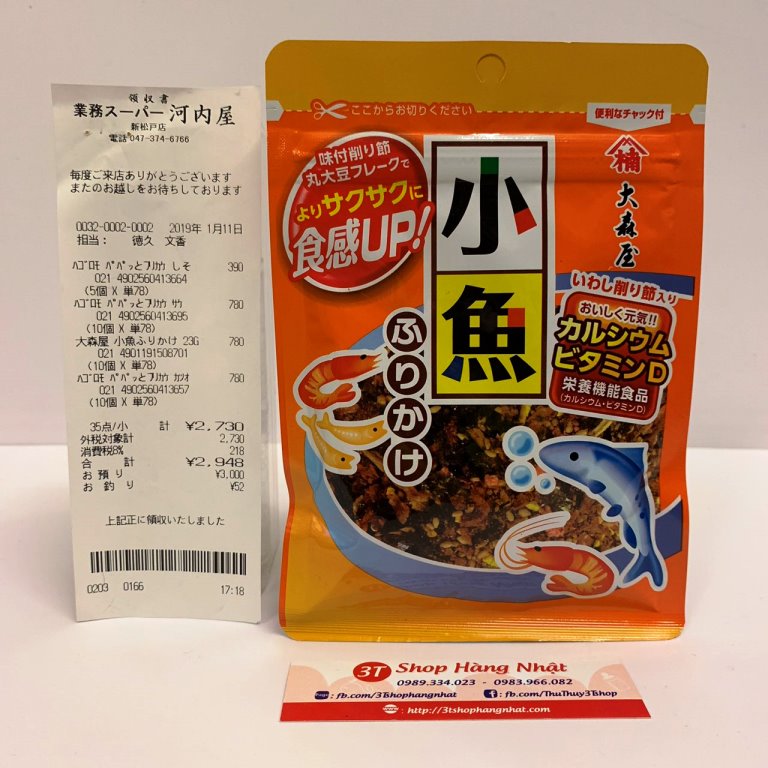 領収書
業務スーパー河内屋
新松戸店
電話 047-374-6766
毎度ご来店ありがとうございます
またのお越しをお待ちしております
0032-0002-0002 2019年 1月11日
担当: 徳久 文香
ﾊｺﾞﾛﾓ ﾊﾟﾊﾟｯとﾌﾘｶｹ しそ 390
021 4902560413664
(5個 X 単78)
ﾊｺﾞﾛﾓ ﾊﾟﾊﾟｯとﾌﾘｶｹ ｻｹ 780
021 4902560413695
(10個 X 単78)
大森屋 小魚ふりかけ 23G 780
021 4901191508701
(10個 X 単78)
ﾊｺﾞﾛﾓ ﾊﾟﾊﾟｯとﾌﾘｶｹ ｶﾂｵ 780
021 4902560413657
(10個 X 単78)
35点/小 計 ¥2,730
外税対象計 2,730
消費税8% 218
合 計 ¥2,948
お預り ¥3,000
お釣り ¥52
上記正に領収いたしました
0203 0166 17:18
ここからお切りください
便利なチャック付
味付削り節
丸大豆フレークで
よりサクサクに
食感UP!
小魚
ふりかけ
楠
大森屋
いわし削り節入り
おいしく元気!!
カルシウム
ビタミンD
栄養機能食品
(カルシウム・ビタミンD)
3T Shop Hàng Nhật
0989.334.023 - 0983.966.082
Page : fb.com/3Tshophangnhat f : fb.com/ThuThuy3Tshop
www : http://3tshophangnhat.com